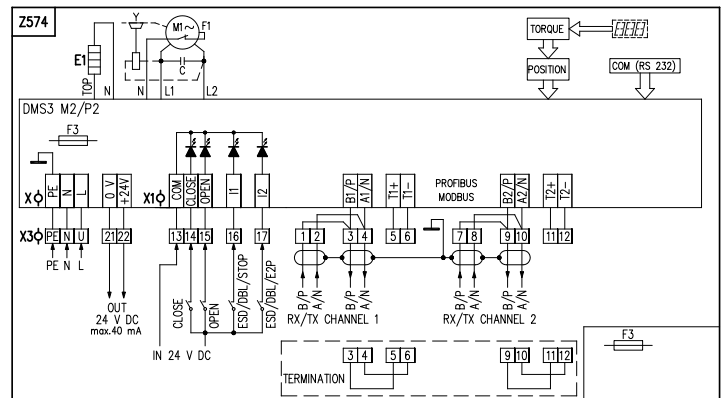 Z574
Y
M1~
F1
E1
C
TOP
N
N
L1
L2
TORQUE
POSITION
COM (RS 232)
DMS3 M2/P2
F3
X
PE
N
L
0 V
+24V
X1
COM
CLOSE
OPEN
I1
I2
B1/P
A1/N
T1+
T1-
PROFIBUS
MODBUS
B2/P
A2/N
T2+
T2-
X3
PE N U
21 22
13 14 15
16
17
1 2
3 4
5 6
7 8
9 10
11 12
PE N L
OUT
24 V DC
max.40 mA
CLOSE
OPEN
ESD/DBL/STOP
ESD/DBL/E2P
IN 24 V DC
B/P
A/N
B/P
A/N
RX/TX CHANNEL 1
B/P
A/N
B/P
A/N
RX/TX CHANNEL 2
TERMINATION
3 4
5 6
9 10
11 12
F3